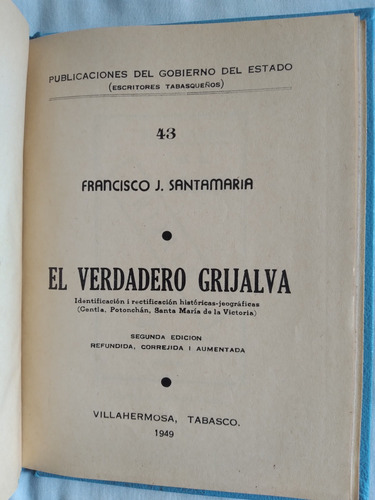 PUBLICACIONES DEL GOBIERNO DEL ESTADO
(ESCRITORES TABASQUEÑOS)
43
FRANCISCO J. SANTAMARIA
EL VERDADERO GRIJALVA
Identificación i rectificación históricas-jeográficas
(Centla, Potonchán, Santa María de la Victoria)
SEGUNDA EDICION
REFUNDIDA, CORREJIDA I AUMENTADA
VILLAHERMOSA, TABASCO.
1949